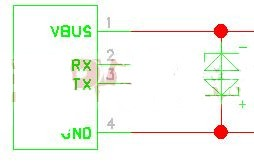 VBUS 1
RX 2
TX 3
GND 4
-
+